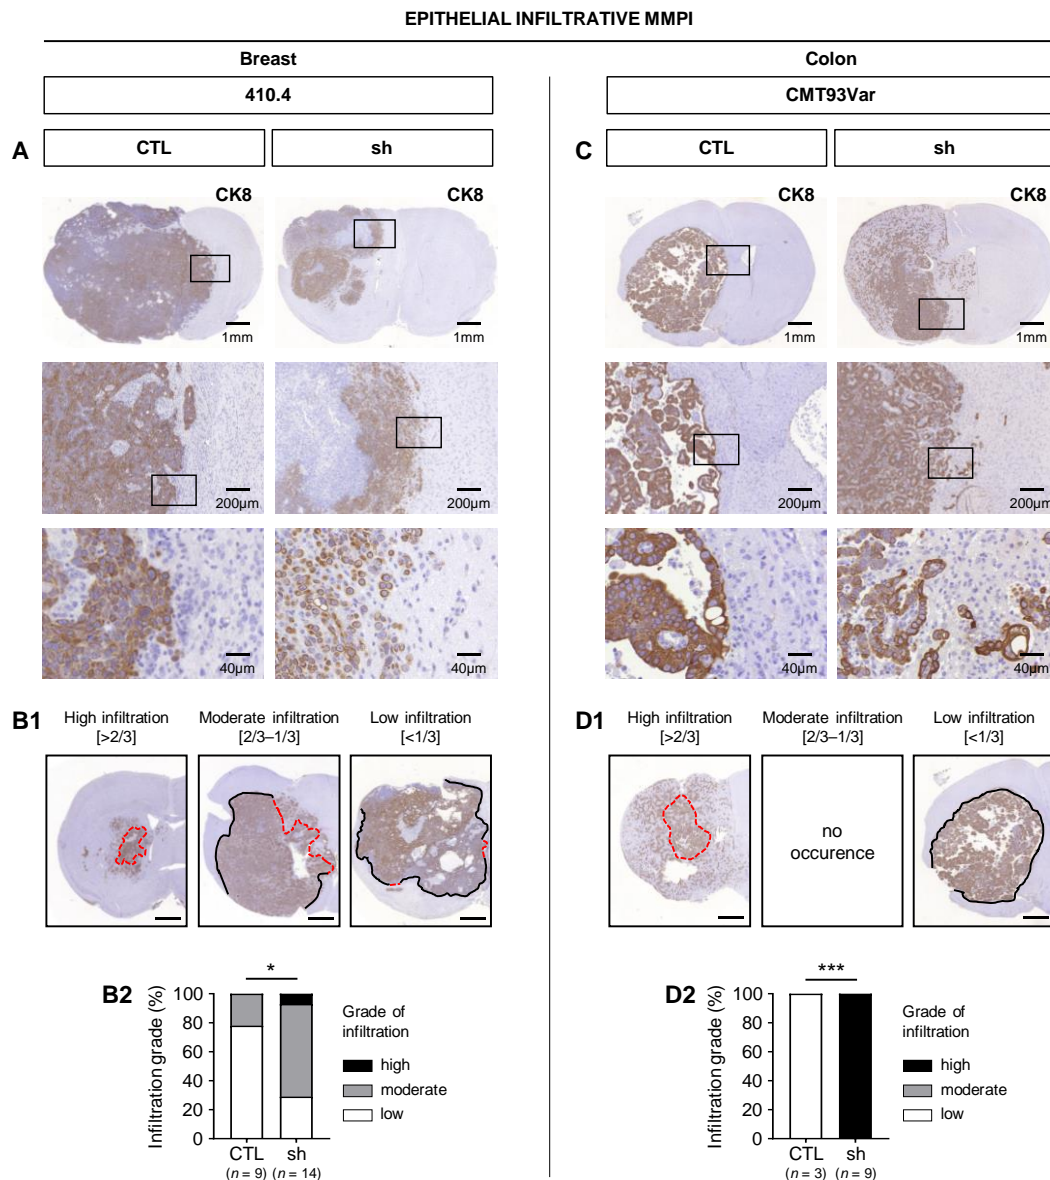 EPITHELIAL INFILTRATIVE MMPI
Breast
410.4
A
CTL
sh
CK8
CK8
1mm
1mm
200µm
200µm
40µm
40µm
B1
High infiltration
[>2/3]
Moderate infiltration
[2/3–1/3]
Low infiltration
[<1/3]
B2
*
Infiltration grade (%)
100
80
60
40
20
0
CTL
sh
(n = 9)
(n = 14)
Grade of
infiltration
high
moderate
low
Colon
CMT93Var
C
CTL
sh
CK8
CK8
1mm
1mm
200µm
200µm
40µm
40µm
D1
High infiltration
[>2/3]
Moderate infiltration
[2/3–1/3]
Low infiltration
[<1/3]
no
occurence
D2
***
Infiltration grade (%)
100
80
60
40
20
0
CTL
sh
(n = 3)
(n = 9)
Grade of
infiltration
high
moderate
low